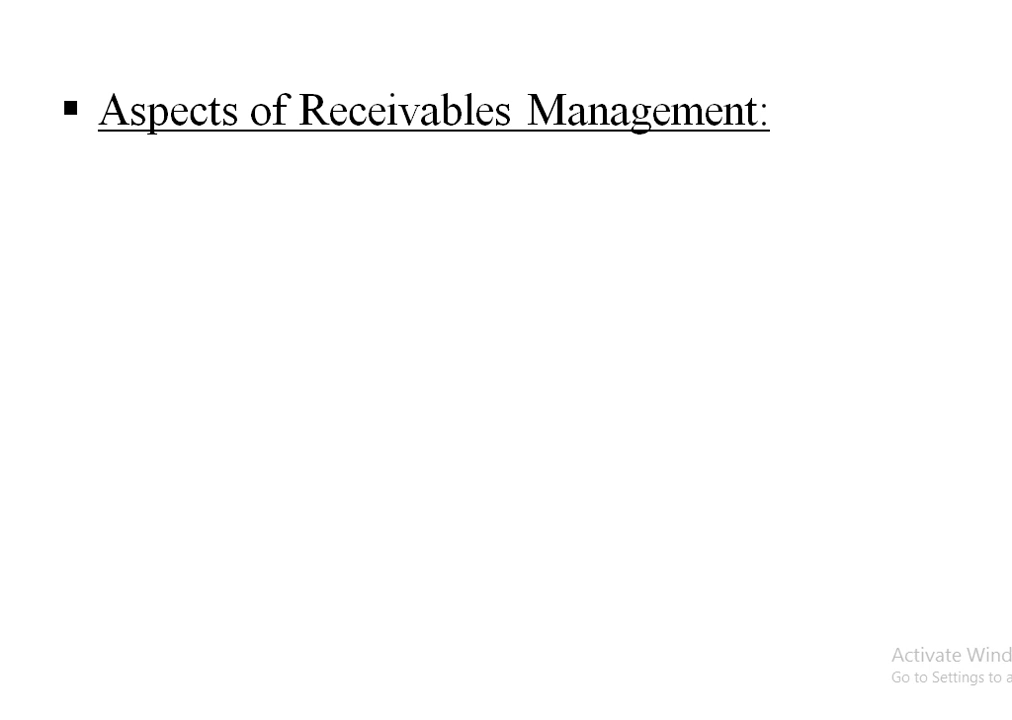 ▪ Aspects of Receivables Management:
Activate Wind
Go to Settings to a